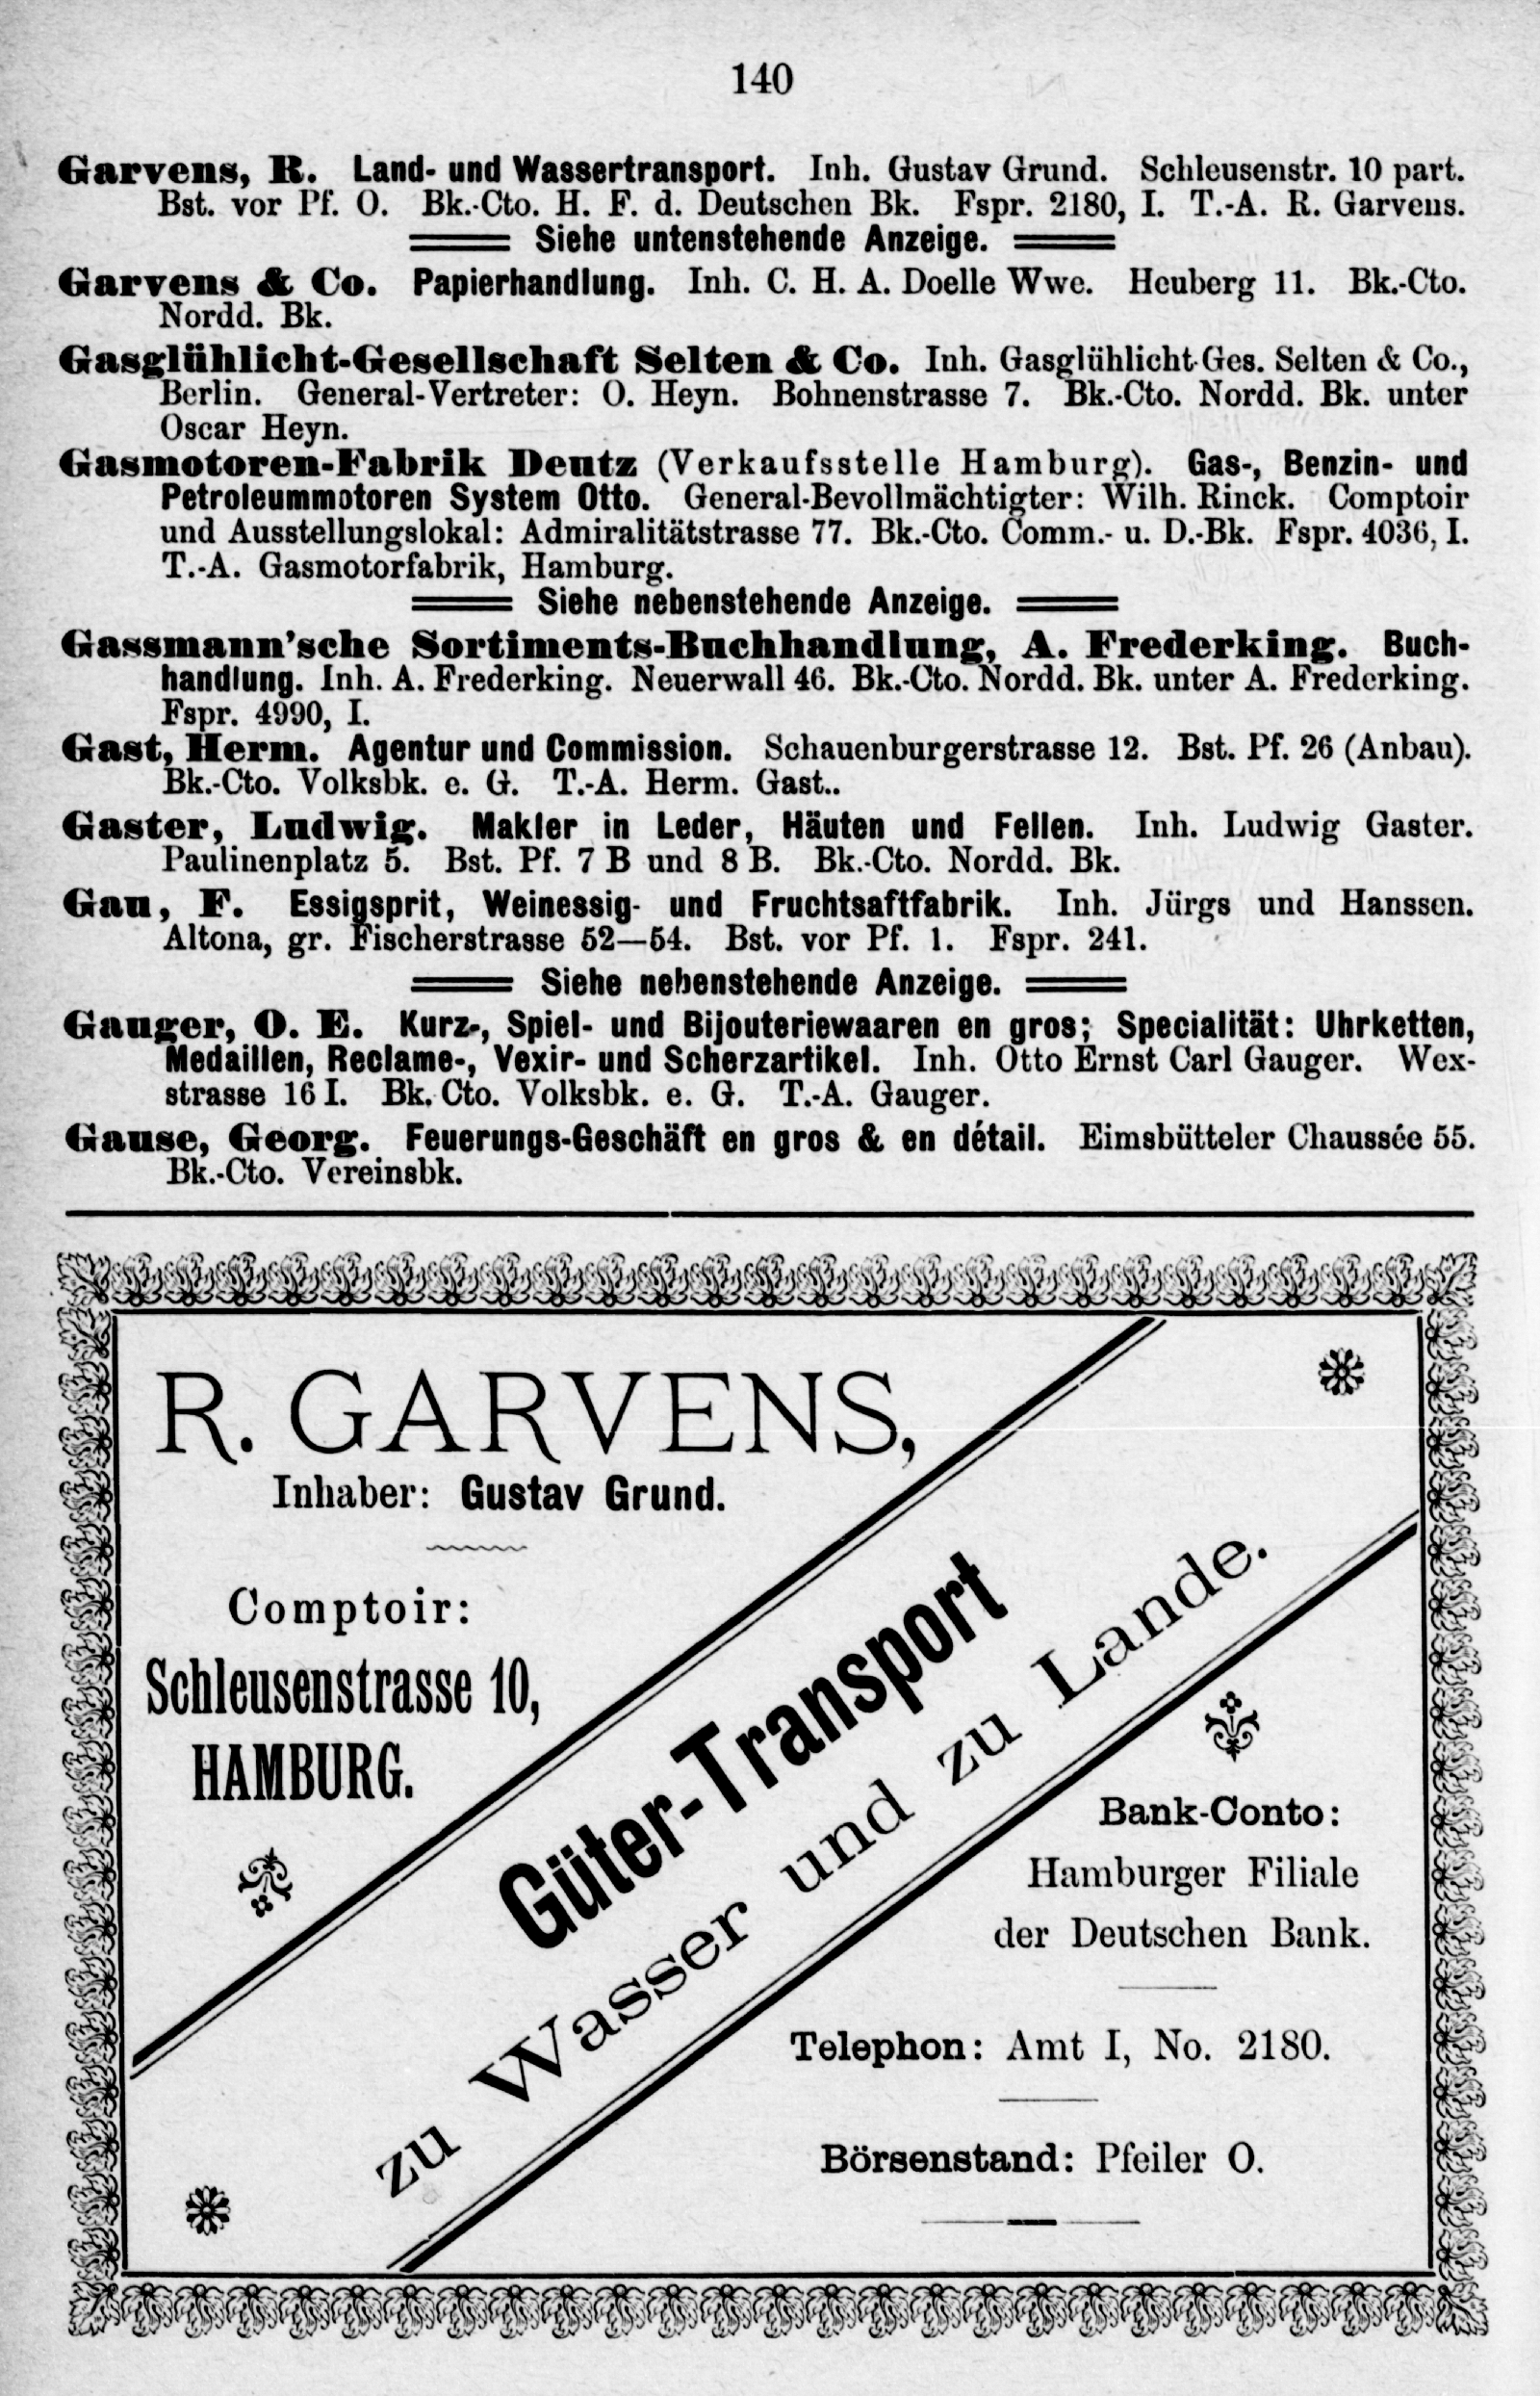 140
Garvens, R. Land- und Wassertransport. Inh. Gustav Grund. Schleusenstr. 10 part.
Bst. vor Pf. O. Bk.-Cto. H. F. d. Deutschen Bk. Fspr. 2180, I. T.-A. R. Garvens.
Siehe untenstehende Anzeige.
Garvens & Co. Papierhandlung. Inh. C. H. A. Doelle Wwe. Heuberg 11. Bk.-Cto.
Nordd. Bk.
Gasglühlicht-Gesellschaft Selten & Co. Inh. Gasglühlicht-Ges. Selten & Co.,
Berlin. General-Vertreter: O. Heyn. Bohnenstrasse 7. Bk.-Cto. Nordd. Bk. unter
Oscar Heyn.
Gasmotoren-Fabrik Deutz (Verkaufsstelle Hamburg). Gas-, Benzin- und
Petroleummotoren System Otto. General-Bevollmächtigter: Wilh. Rinck. Comptoir
und Ausstellungslokal: Admiralitätstrasse 77. Bk.-Cto. Comm.- u. D.-Bk. Fspr. 4036, I.
T.-A. Gasmotorfabrik, Hamburg.
Siehe nebenstehende Anzeige.
Gassmann'sche Sortiments-Buchhandlung, A. Frederking. Buch-
handlung. Inh. A. Frederking. Neuerwall 46. Bk.-Cto. Nordd. Bk. unter A. Frederking.
Fspr. 4990, I.
Gast, Herm. Agentur und Commission. Schauenburgerstrasse 12. Bst. Pf. 26 (Anbau).
Bk.-Cto. Volksbk. e. G. T.-A. Herm. Gast..
Gaster, Ludwig. Makler in Leder, Häuten und Fellen. Inh. Ludwig Gaster.
Paulinenplatz 5. Bst. Pf. 7 B und 8 B. Bk.-Cto. Nordd. Bk.
Gau, F. Essigsprit, Weinessig- und Fruchtsaftfabrik. Inh. Jürgs und Hanssen.
Altona, gr. Fischerstrasse 52—54. Bst. vor Pf. 1. Fspr. 241.
Siehe nebenstehende Anzeige.
Gauger, O. E. Kurz-, Spiel- und Bijouteriewaaren en gros; Specialität: Uhrketten,
Medaillen, Reclame-, Vexir- und Scherzartikel. Inh. Otto Ernst Carl Gauger. Wex-
strasse 16 I. Bk. Cto. Volksbk. e. G. T.-A. Gauger.
Gause, Georg. Feuerungs-Geschäft en gros & en détail. Eimsbütteler Chaussée 55.
Bk.-Cto. Vereinsbk.
R. GARVENS,
Inhaber: Gustav Grund.
Comptoir:
Schleusenstrasse 10,
HAMBURG.
Güter-Transport
zu Wasser und zu Lande.
Bank-Conto:
Hamburger Filiale
der Deutschen Bank.
Telephon: Amt I, No. 2180.
Börsenstand: Pfeiler O.